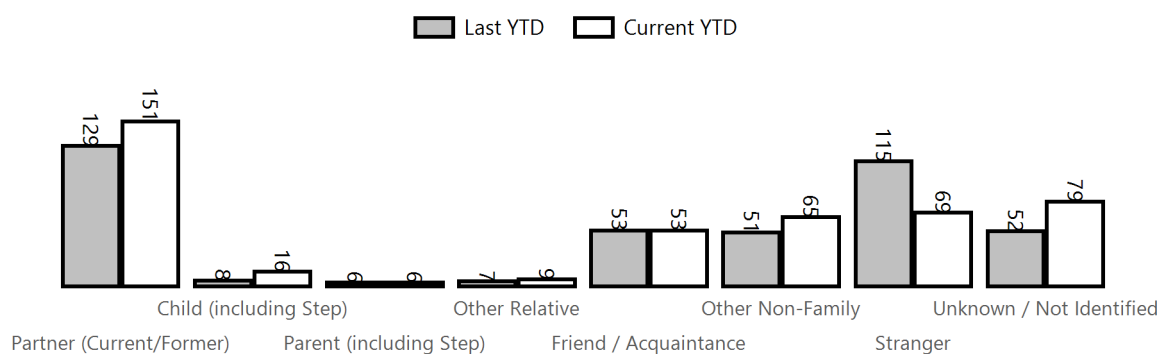 Last YTD Current YTD
129 151 8 16 6 6 7 9 53 53 51 65 115 69 52 79
Child (including Step) Other Relative Other Non-Family Unknown / Not Identified
Partner (Current/Former) Parent (including Step) Friend / Acquaintance Stranger